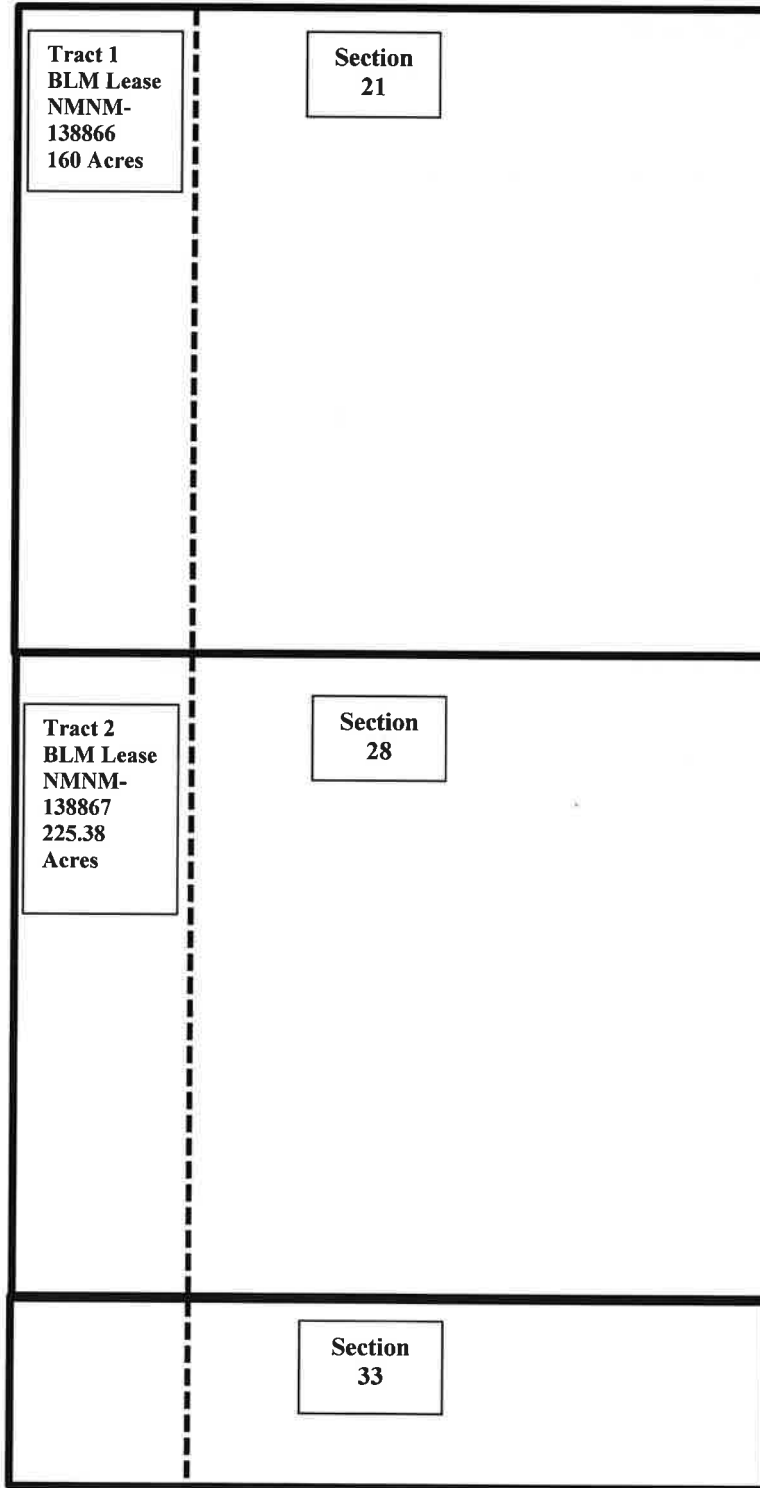 Tract 1
BLM Lease
NMNM-
138866
160 Acres
Section
21
Tract 2
BLM Lease
NMNM-
138867
225.38
Acres
Section
28
Section
33